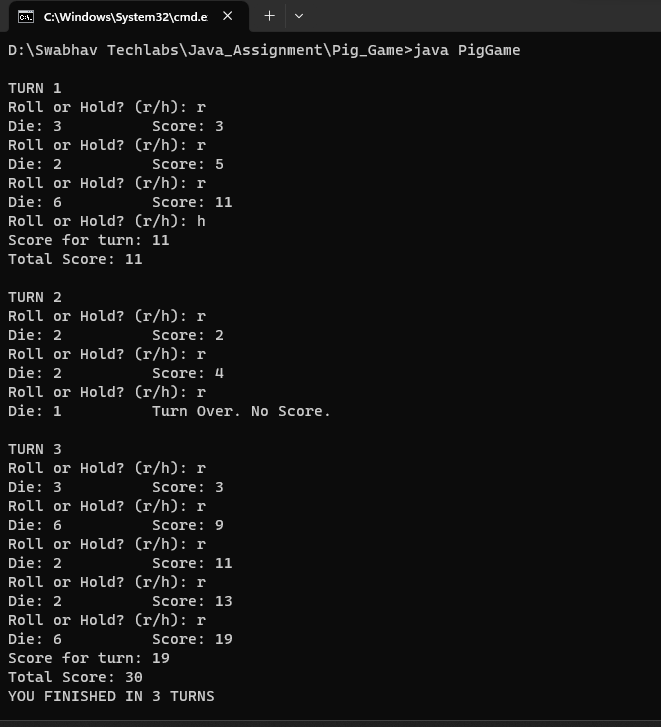 C:\Windows\System32\cmd.e
D:\Swabhav Techlabs\Java_Assignment\Pig_Game>java PigGame
TURN 1
Roll or Hold? (r/h): r
Die: 3          Score: 3
Roll or Hold? (r/h): r
Die: 2          Score: 5
Roll or Hold? (r/h): r
Die: 6          Score: 11
Roll or Hold? (r/h): h
Score for turn: 11
Total Score: 11
TURN 2
Roll or Hold? (r/h): r
Die: 2          Score: 2
Roll or Hold? (r/h): r
Die: 2          Score: 4
Roll or Hold? (r/h): r
Die: 1          Turn Over. No Score.
TURN 3
Roll or Hold? (r/h): r
Die: 3          Score: 3
Roll or Hold? (r/h): r
Die: 6          Score: 9
Roll or Hold? (r/h): r
Die: 2          Score: 11
Roll or Hold? (r/h): r
Die: 2          Score: 13
Roll or Hold? (r/h): r
Die: 6          Score: 19
Score for turn: 19
Total Score: 30
YOU FINISHED IN 3 TURNS